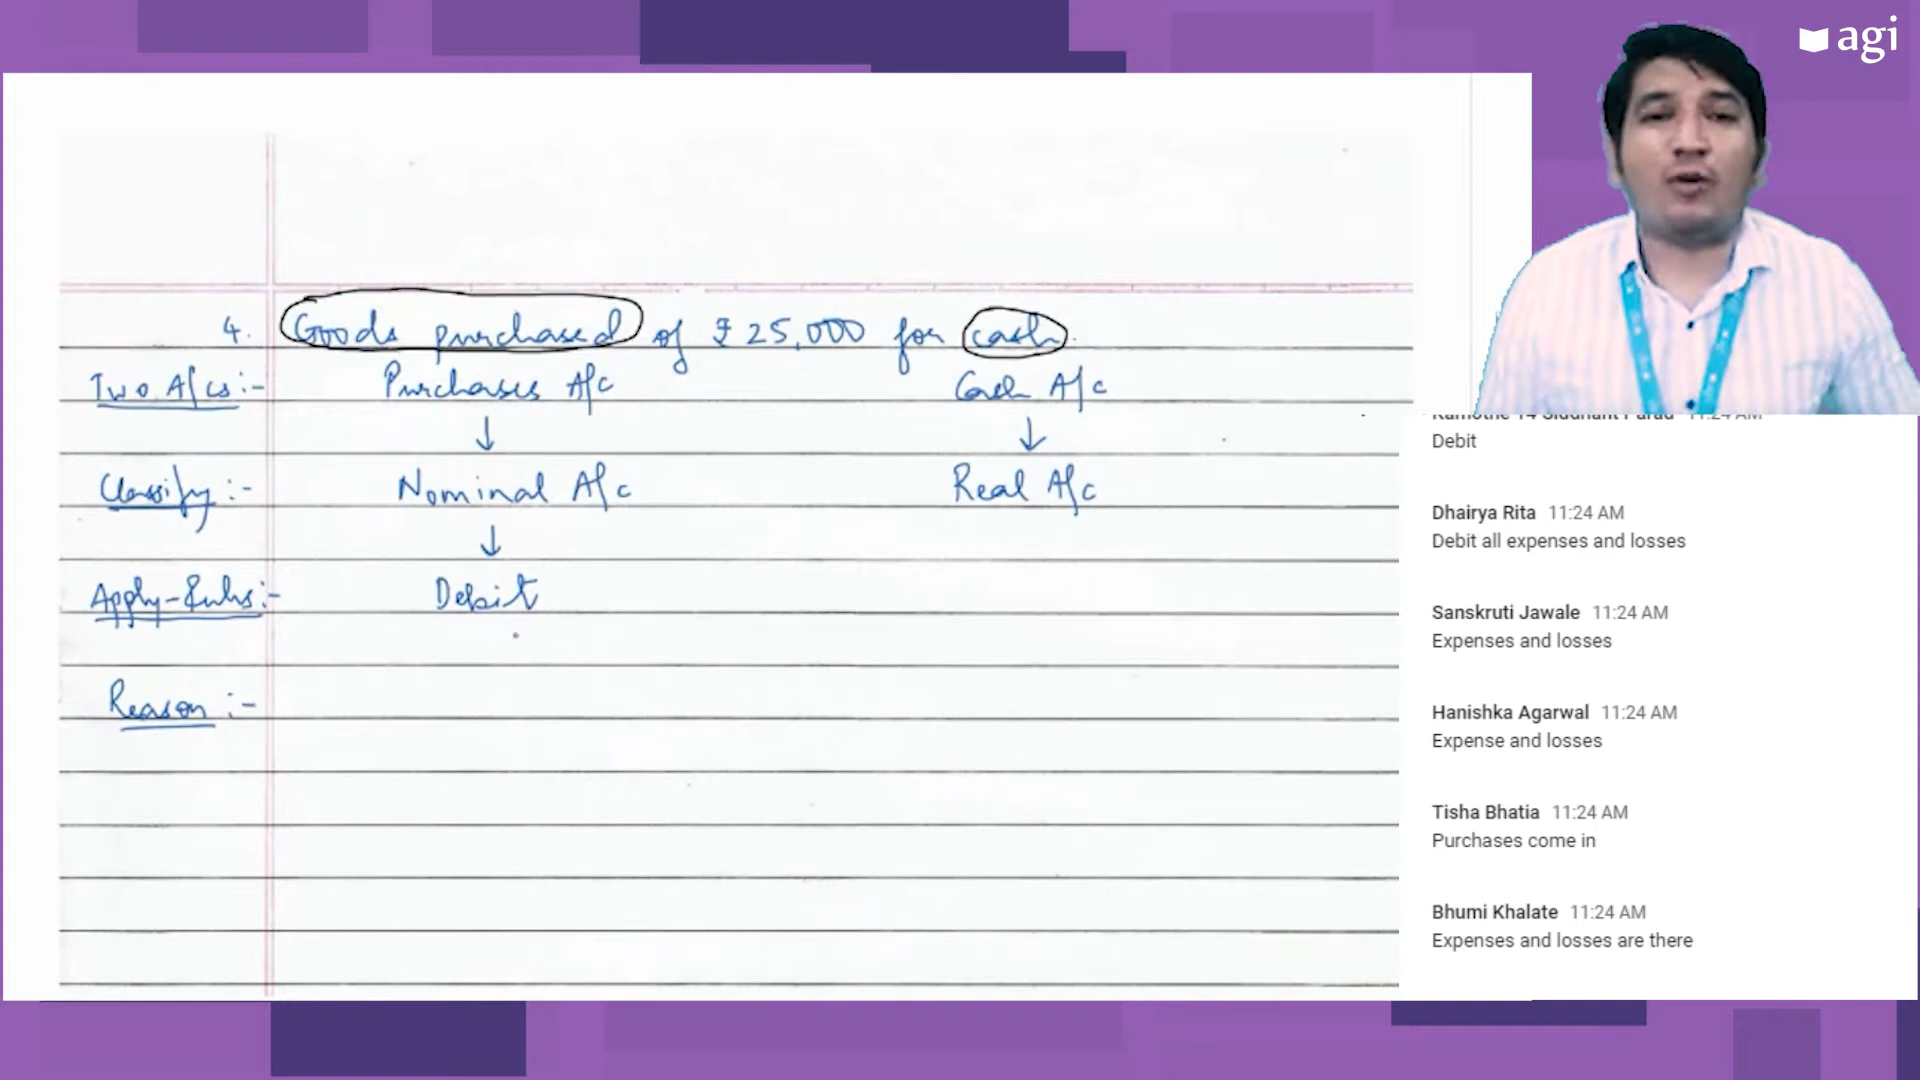 agi
4. Goods purchased of ₹ 25,000 for cash.
Two A/cs :- Purchases A/c Cash A/c
↓ ↓
Classify :- Nominal A/c Real A/c
↓
Apply-Rules :- Debit
Reason :-
11:24 AM
Debit
Dhairya Rita 11:24 AM
Debit all expenses and losses
Sanskruti Jawale 11:24 AM
Expenses and losses
Hanishka Agarwal 11:24 AM
Expense and losses
Tisha Bhatia 11:24 AM
Purchases come in
Bhumi Khalate 11:24 AM
Expenses and losses are there